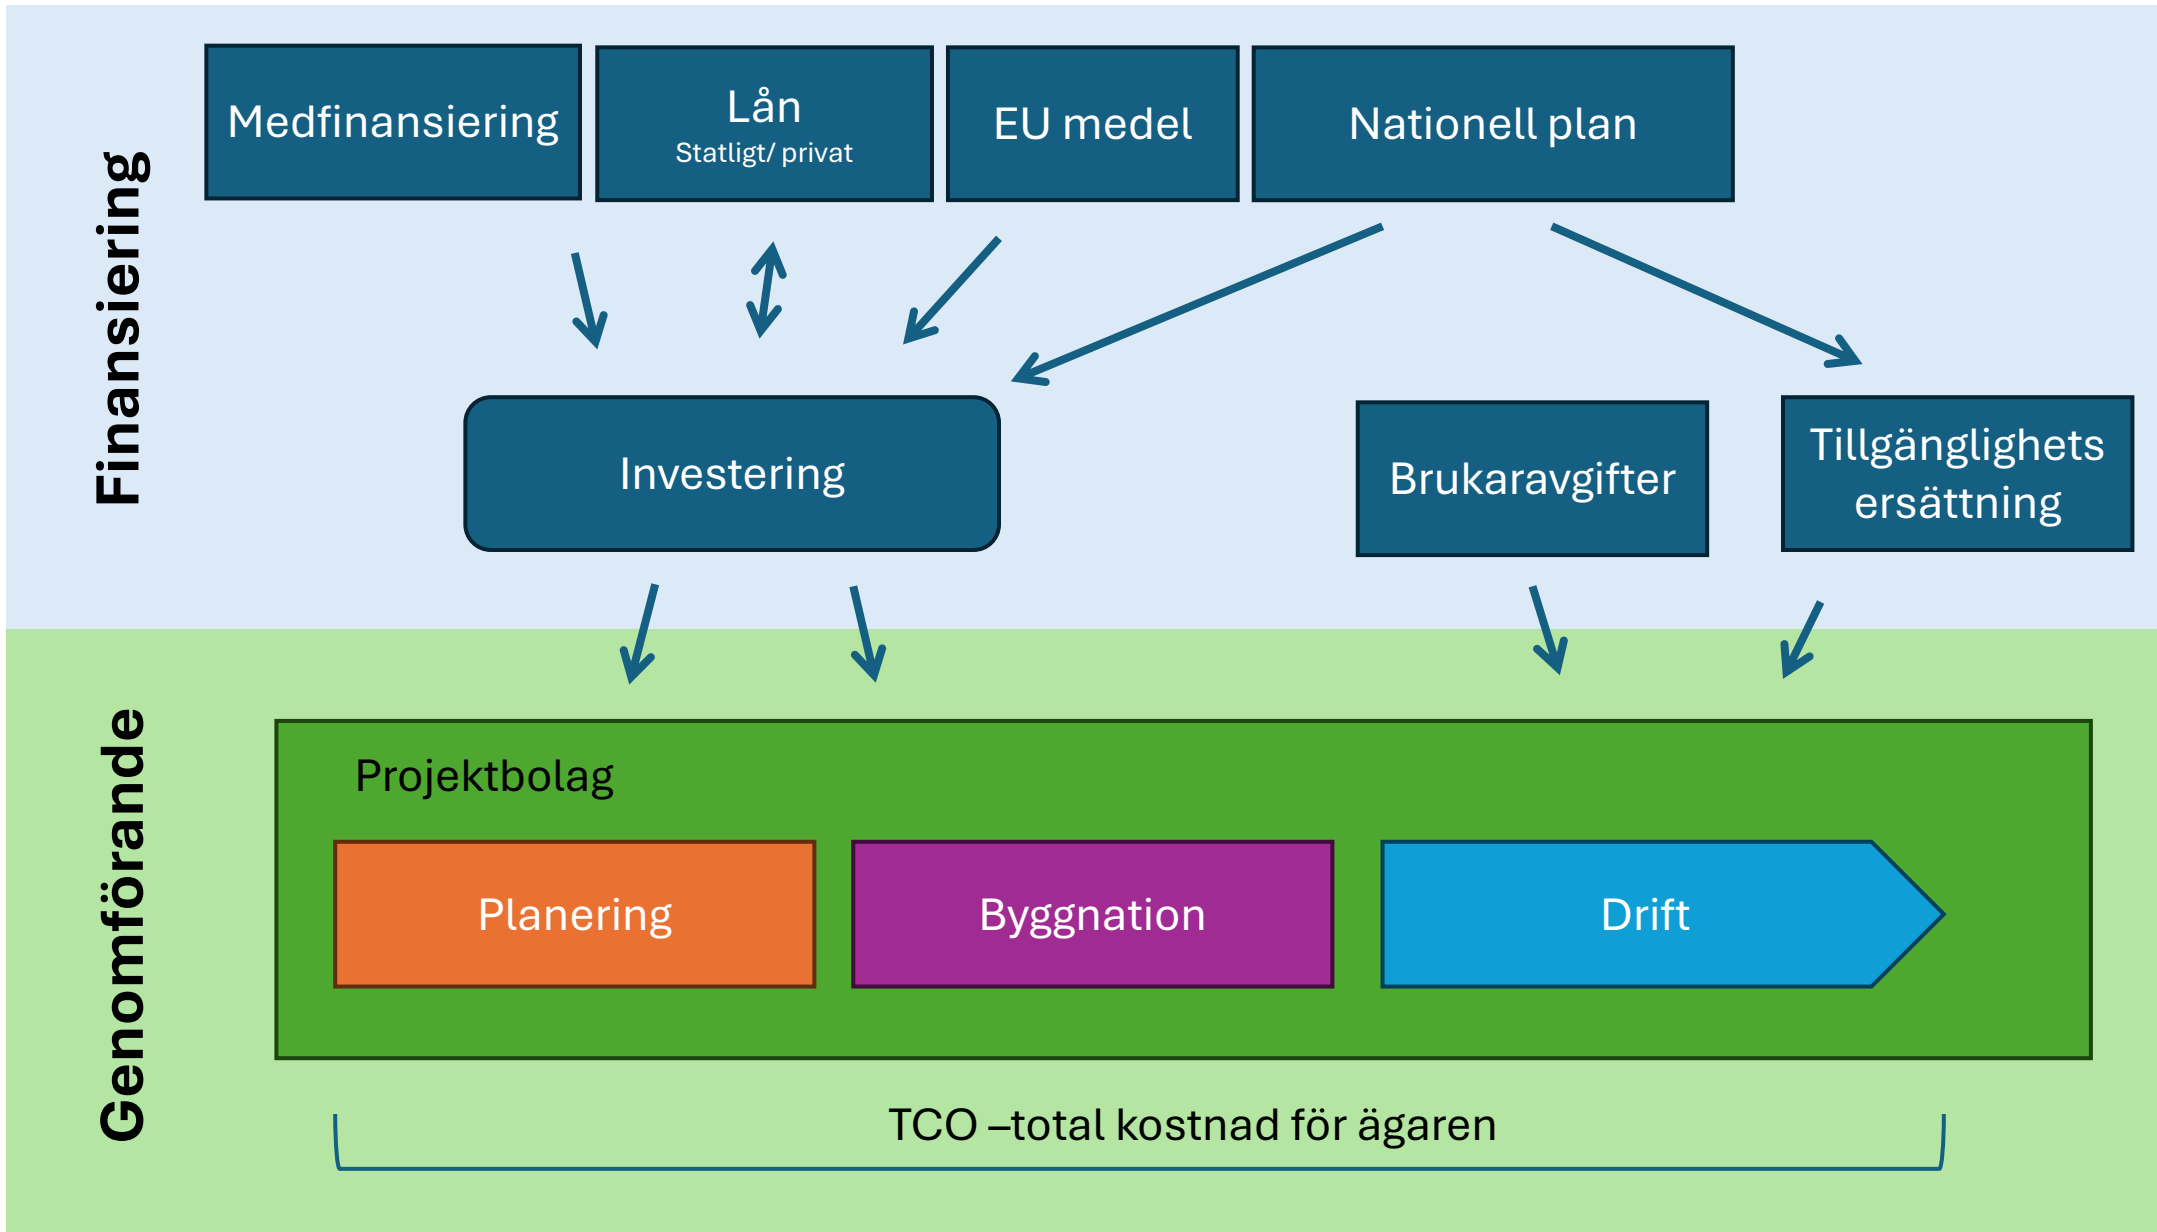 Finansiering
Medfinansiering
Lån
Statligt/ privat
EU medel
Nationell plan
Investering
Brukaravgifter
Tillgänglighets
ersättning
Genomförande
Projektbolag
Planering
Byggnation
Drift
TCO –total kostnad för ägaren